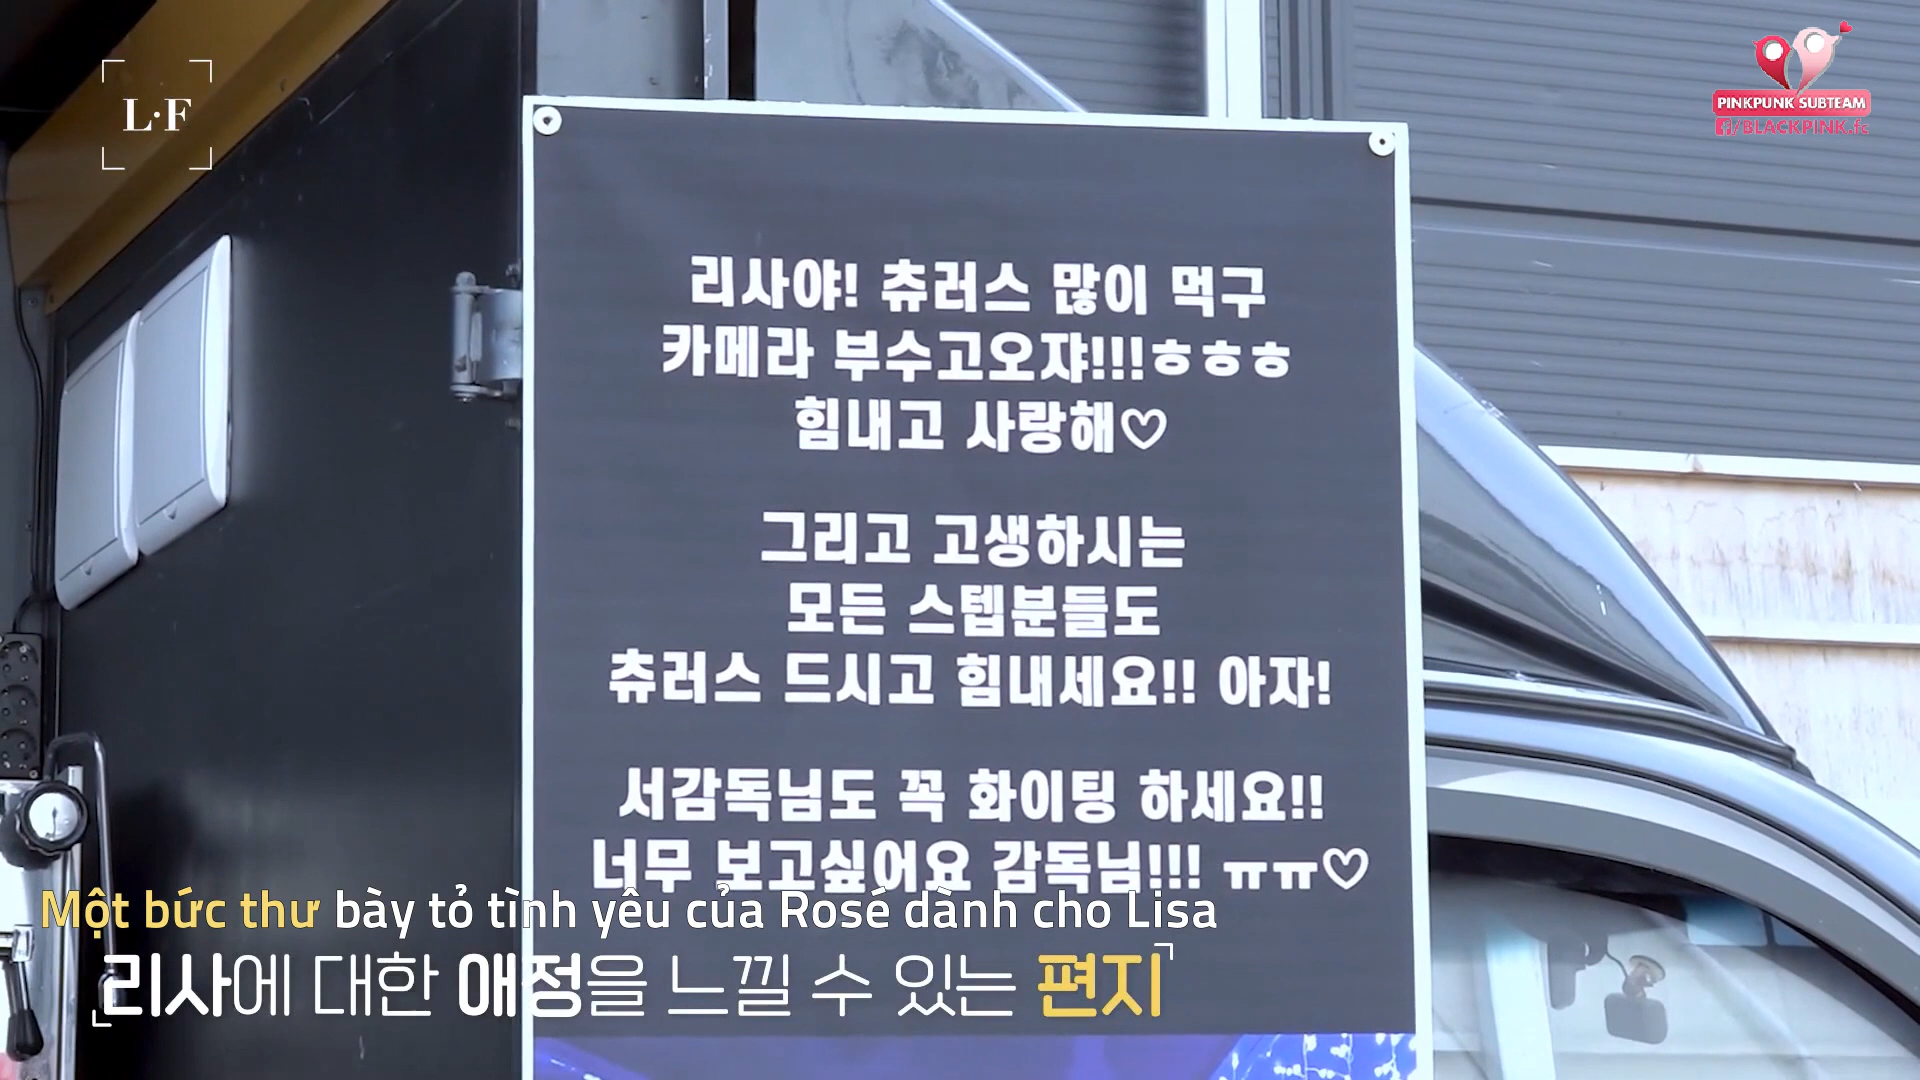 L·F
PINKPUNK SUBTEAM
f/BLACKPINK.fc
리사야! 츄러스 많이 먹구
카메라 부수고오쟈!!!ㅎㅎㅎ
힘내고 사랑해♡
그리고 고생하시는
모든 스텝분들도
츄러스 드시고 힘내세요!! 아자!
서감독님도 꼭 화이팅 하세요!!
너무 보고싶어요 감독님!!! ㅠㅠ♡
Một bức thư bày tỏ tình yêu của Rosé dành cho Lisa
「리사에 대한 애정을 느낄 수 있는 편지」